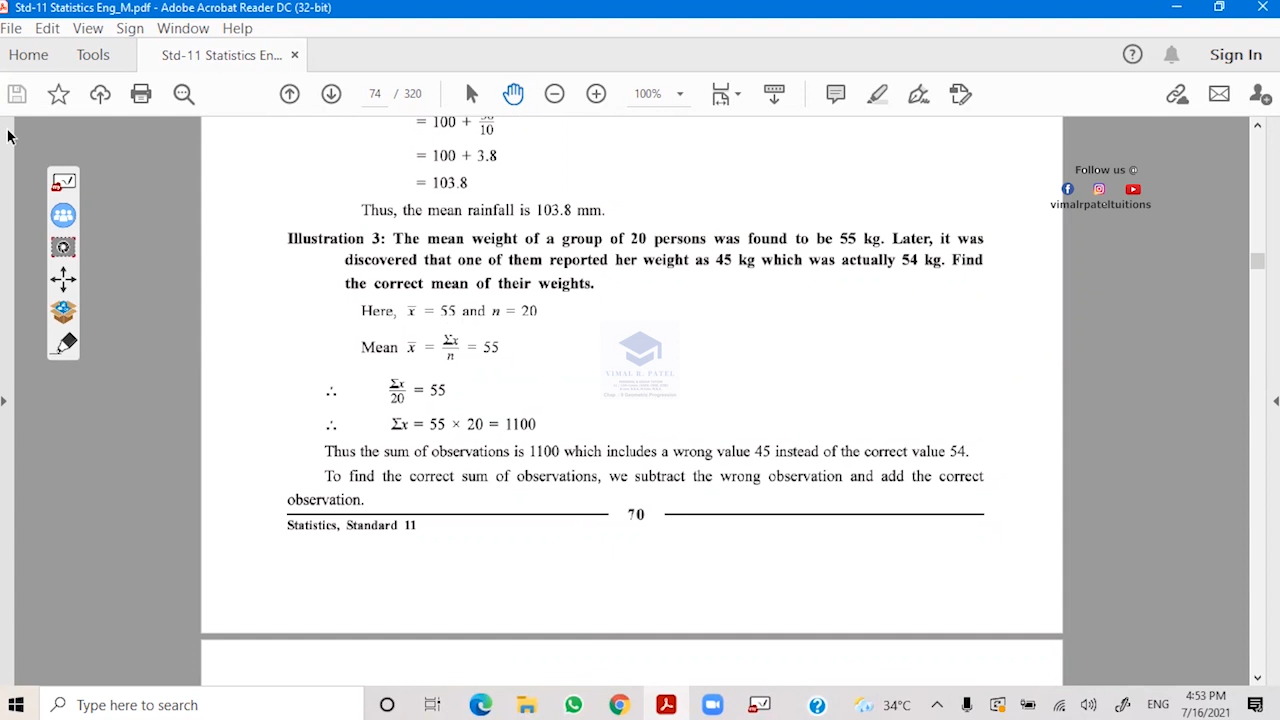 Std-11 Statistics Eng_M.pdf - Adobe Acrobat Reader DC (32-bit)
File Edit View Sign Window Help
Home Tools Std-11 Statistics En... × Sign In
74 / 320 100%
= 100 + 38/10
= 100 + 3.8
= 103.8
Follow us @
vimalrpateltuitions
Thus, the mean rainfall is 103.8 mm.
Illustration 3: The mean weight of a group of 20 persons was found to be 55 kg. Later, it was
discovered that one of them reported her weight as 45 kg which was actually 54 kg. Find
the correct mean of their weights.
Here, x̅ = 55 and n = 20
Mean x̅ = Σx/n = 55
∴ Σx/20 = 55
∴ Σx = 55 × 20 = 1100
VIMAL R. PATEL
Thus the sum of observations is 1100 which includes a wrong value 45 instead of the correct value 54.
To find the correct sum of observations, we subtract the wrong observation and add the correct
observation.
70
Statistics, Standard 11
Type here to search
34°C ENG 4:53 PM
7/16/2021